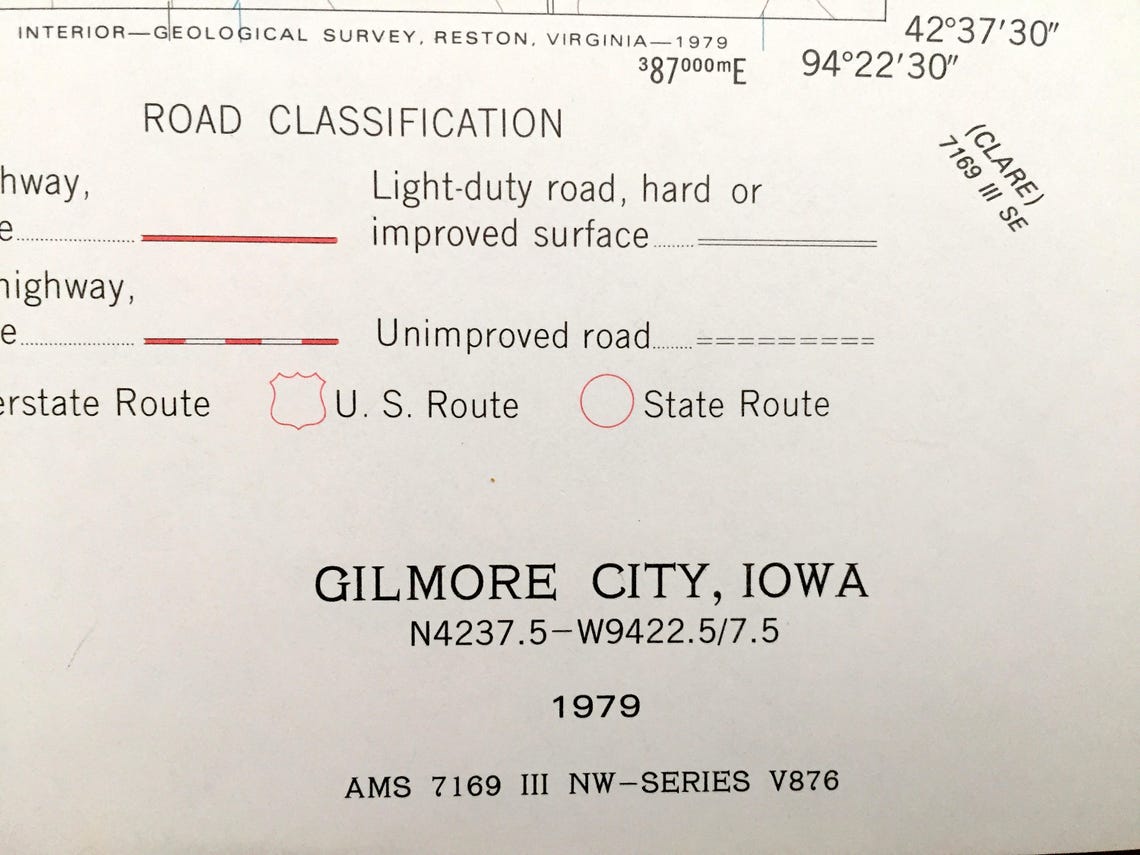 INTERIOR—GEOLOGICAL SURVEY, RESTON, VIRGINIA—1979
42°37'30"
387000mE
94°22'30"
(CLARE)
7169 III SE
ROAD CLASSIFICATION
hway,
Light-duty road, hard or
e
improved surface
highway,
e
Unimproved road
erstate Route
U. S. Route
State Route
GILMORE CITY, IOWA
N4237.5–W9422.5/7.5
1979
AMS 7169 III NW–SERIES V876